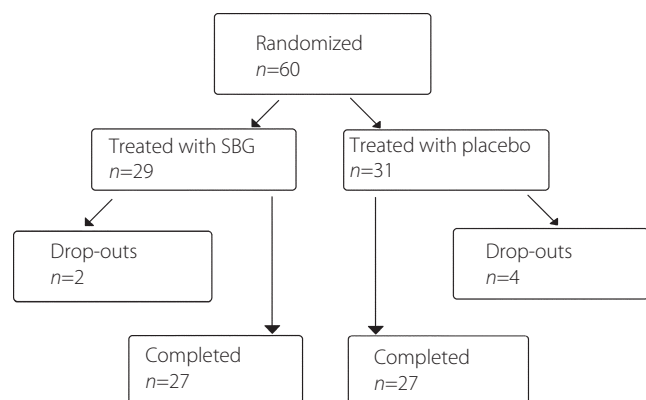 Randomized
n=60
Treated with SBG
n=29
Treated with placebo
n=31
Drop-outs
n=2
Drop-outs
n=4
Completed
n=27
Completed
n=27